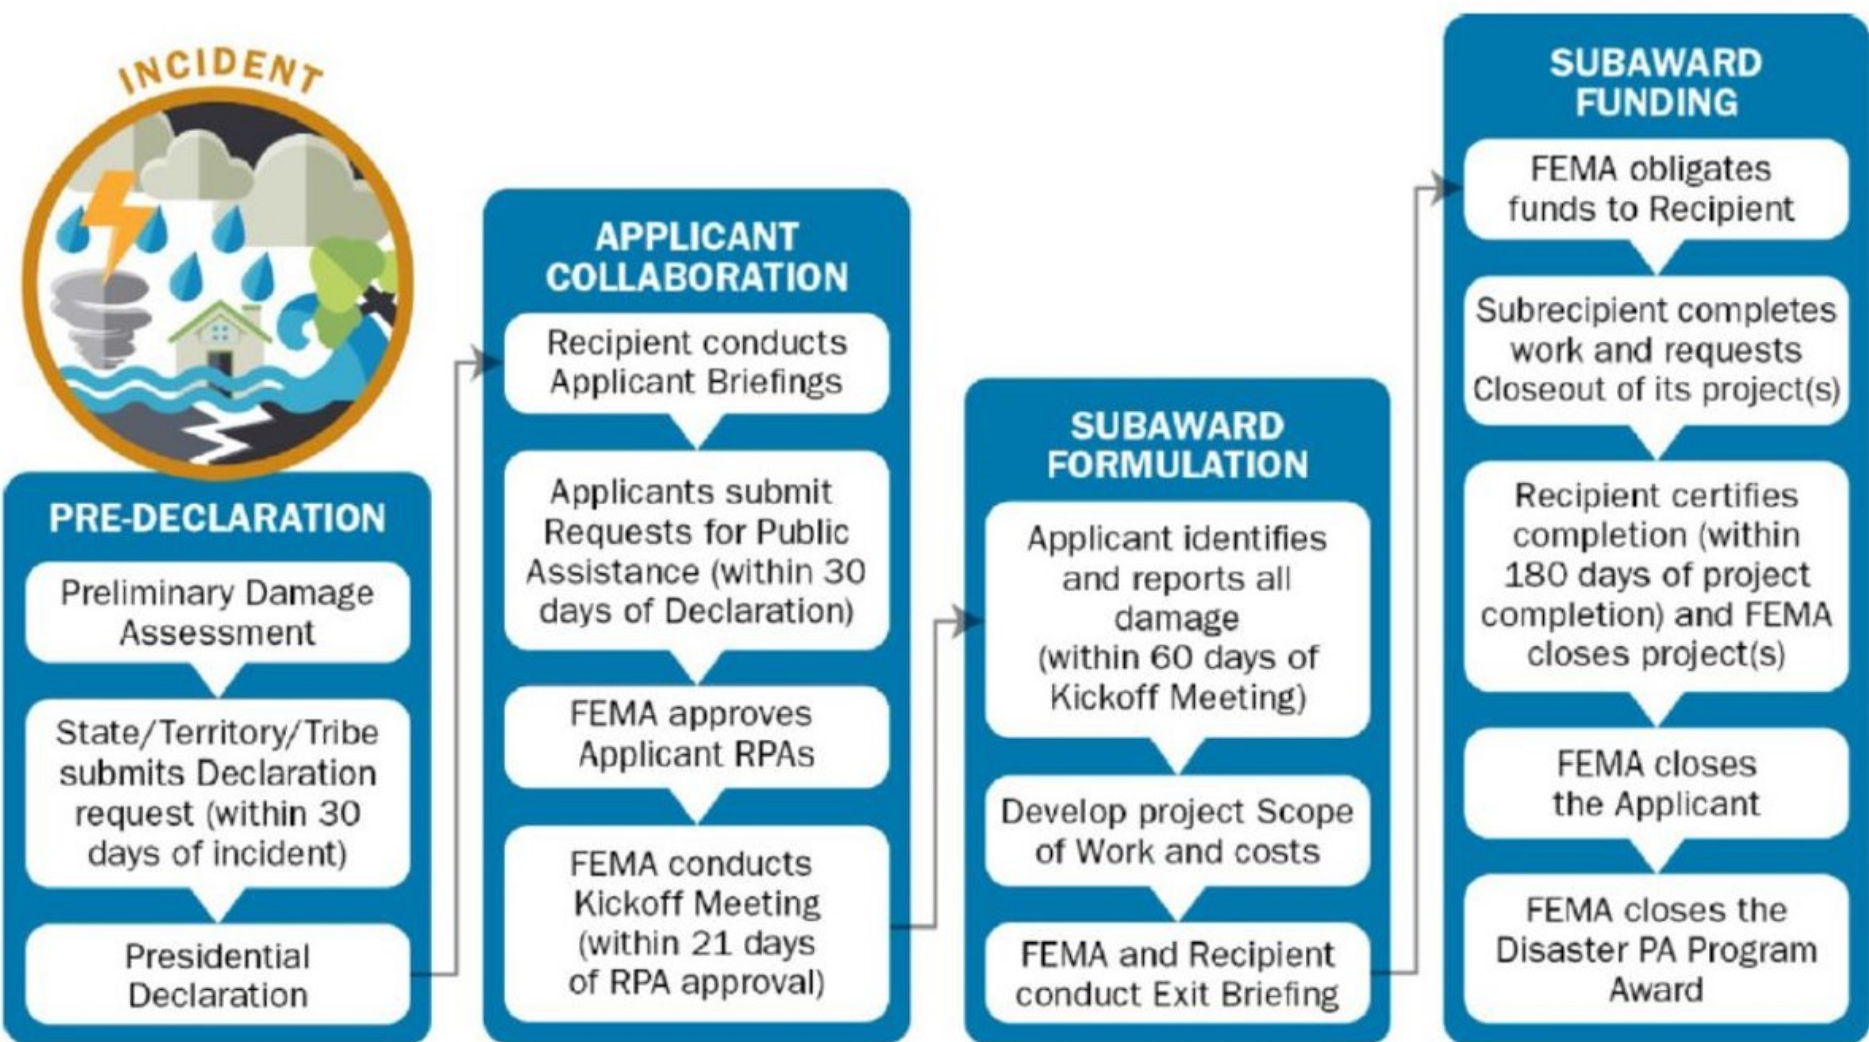 INCIDENT
PRE-DECLARATION
Preliminary Damage
Assessment
State/Territory/Tribe
submits Declaration
request (within 30
days of incident)
Presidential
Declaration
APPLICANT
COLLABORATION
Recipient conducts
Applicant Briefings
Applicants submit
Requests for Public
Assistance (within 30
days of Declaration)
FEMA approves
Applicant RPAs
FEMA conducts
Kickoff Meeting
(within 21 days
of RPA approval)
SUBAWARD
FORMULATION
Applicant identifies
and reports all
damage
(within 60 days of
Kickoff Meeting)
Develop project Scope
of Work and costs
FEMA and Recipient
conduct Exit Briefing
SUBAWARD
FUNDING
FEMA obligates
funds to Recipient
Subrecipient completes
work and requests
Closeout of its project(s)
Recipient certifies
completion (within
180 days of project
completion) and FEMA
closes project(s)
FEMA closes
the Applicant
FEMA closes the
Disaster PA Program
Award